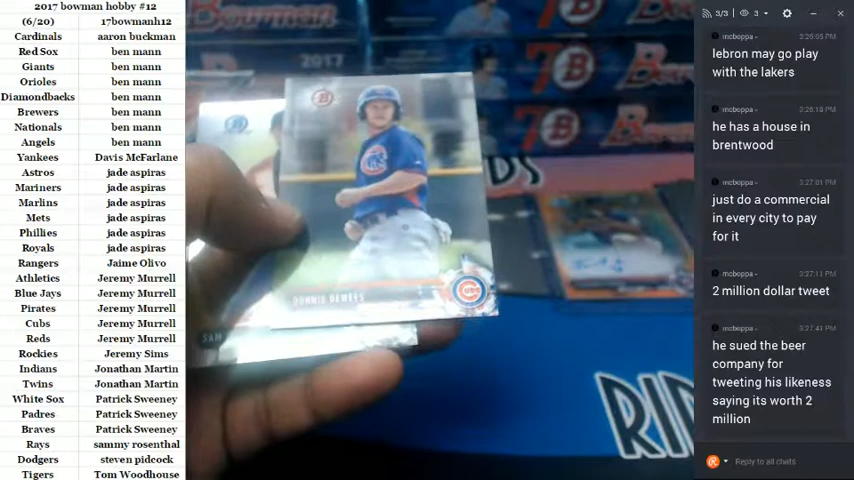 2017 bowman hobby #12
(6/20) 17bowmanh12
Cardinals aaron buckman
Red Sox ben mann
Giants ben mann
Orioles ben mann
Diamondbacks ben mann
Brewers ben mann
Nationals ben mann
Angels ben mann
Yankees Davis McFarlane
Astros jade aspiras
Mariners jade aspiras
Marlins jade aspiras
Mets jade aspiras
Phillies jade aspiras
Royals jade aspiras
Rangers Jaime Olivo
Athletics Jeremy Murrell
Blue Jays Jeremy Murrell
Pirates Jeremy Murrell
Cubs Jeremy Murrell
Reds Jeremy Murrell
Rockies Jeremy Sims
Indians Jonathan Martin
Twins Jonathan Martin
White Sox Patrick Sweeney
Padres Patrick Sweeney
Braves Patrick Sweeney
Rays sammy rosenthal
Dodgers steven pidcock
Tigers Tom Woodhouse
2017
Bowman
B
DONNIE DEWEES
CUBS
SAM
DS
RID
3/3 3
mcboppa 3:26:05 PM
lebron may go play
with the lakers
mcboppa 3:26:18 PM
he has a house in
brentwood
mcboppa 3:27:01 PM
just do a commercial
in every city to pay
for it
mcboppa 3:27:11 PM
2 million dollar tweet
mcboppa 3:27:41 PM
he sued the beer
company for
tweeting his likeness
saying its worth 2
million
Reply to all chats